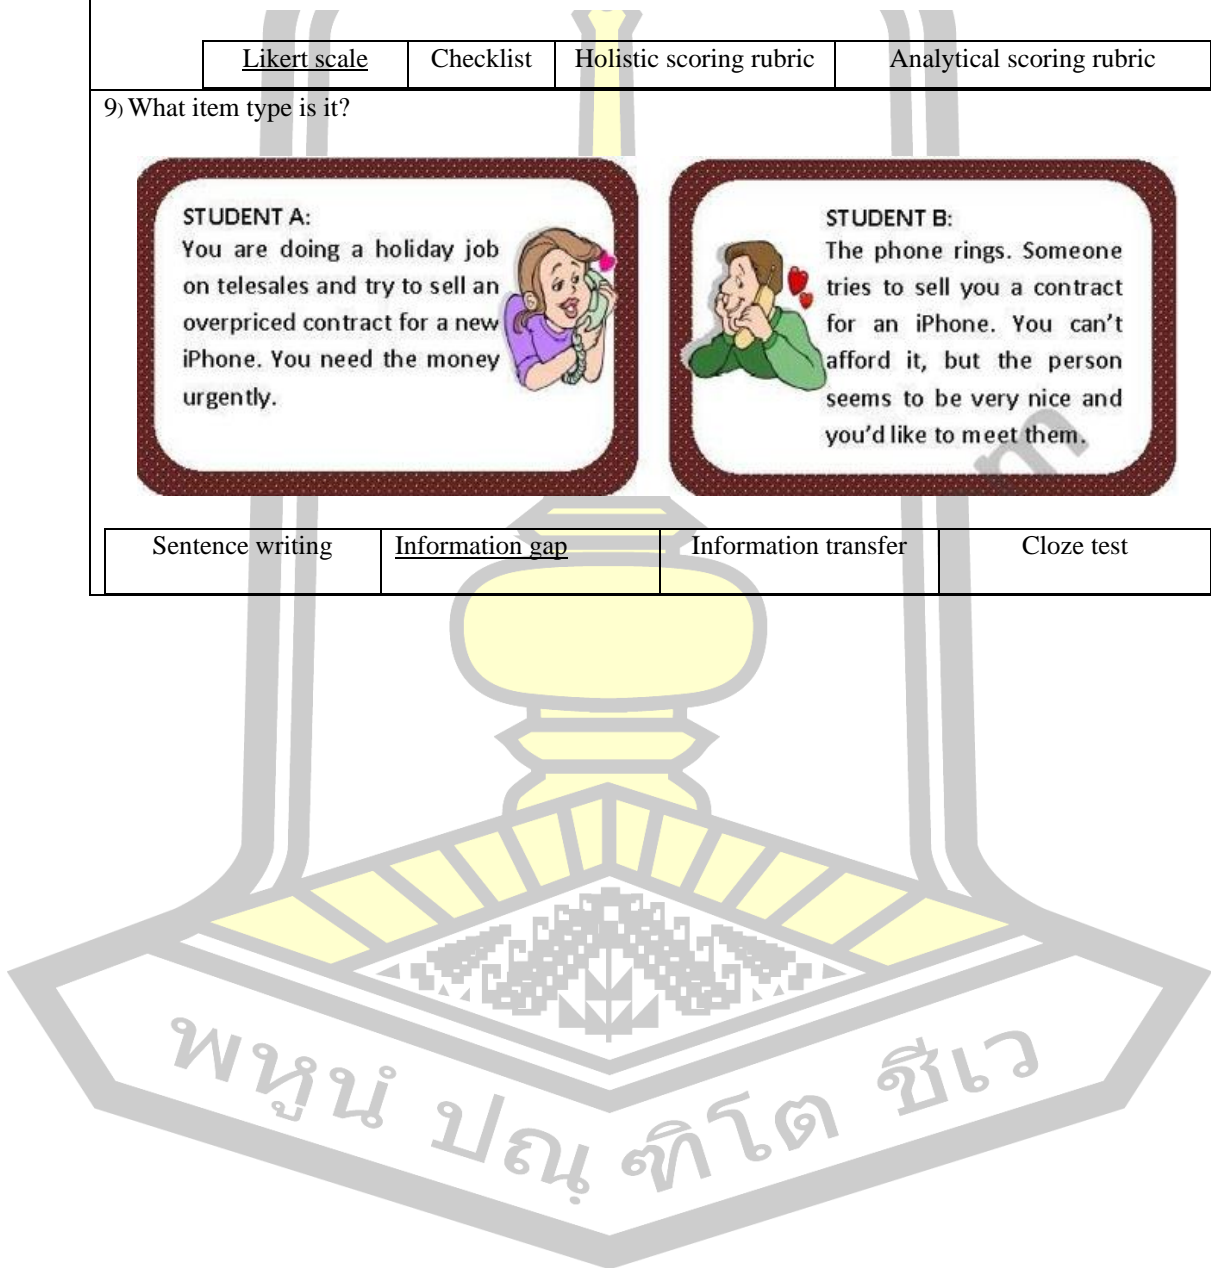 Likert scale Checklist Holistic scoring rubric Analytical scoring rubric
9) What item type is it?
STUDENT A:
You are doing a holiday job
on telesales and try to sell an
overpriced contract for a new
iPhone. You need the money
urgently.
STUDENT B:
The phone rings. Someone
tries to sell you a contract
for an iPhone. You can't
afford it, but the person
seems to be very nice and
you'd like to meet them.
m
Sentence writing Information gap Information transfer Cloze test
พหูนํ ปณฺฑิโต ชีเว